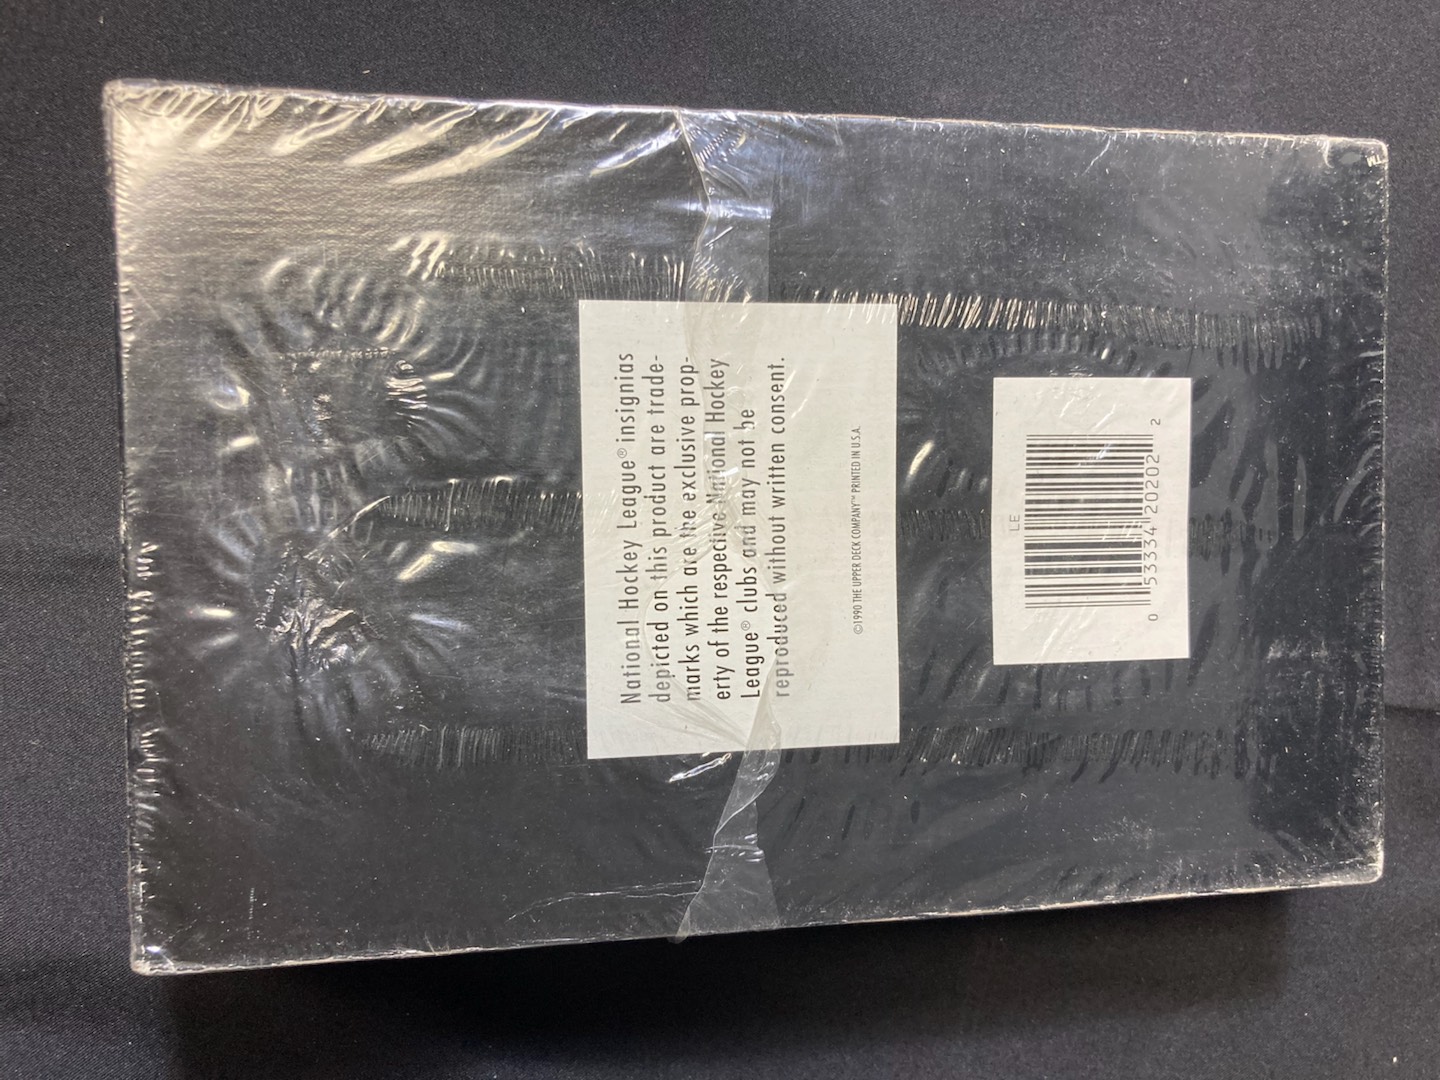 National Hockey League® insignias
depicted on this product are trade-
marks which are the exclusive prop-
erty of the respective National Hockey
League® clubs and may not be
reproduced without written consent.
©1990 THE UPPER DECK COMPANY™ PRINTED IN U.S.A.
LE
0 53334 20202 2
TM